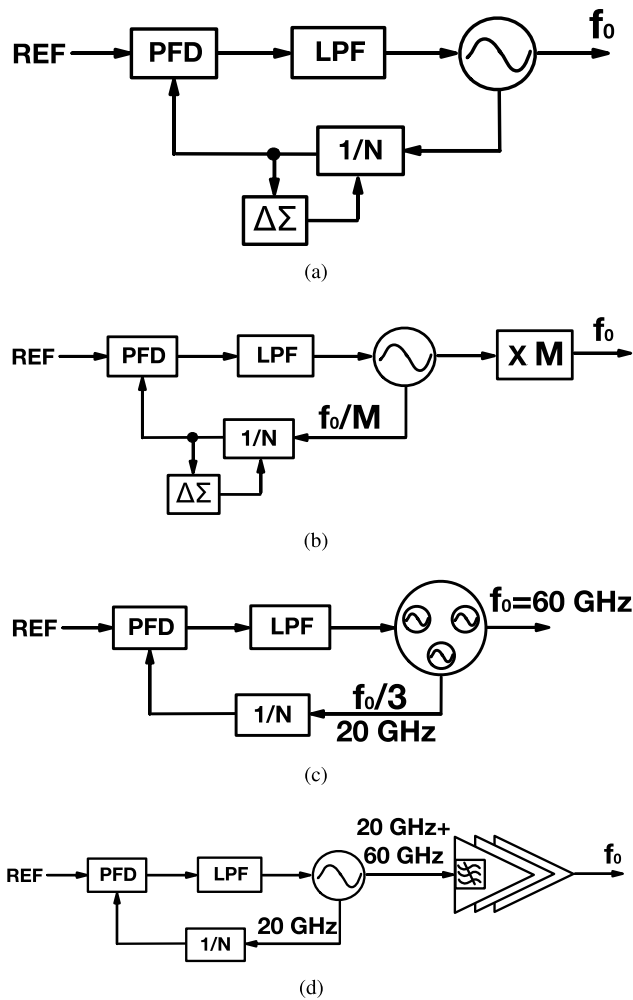 REF PFD LPF f₀
1/N
ΔΣ
(a)
REF PFD LPF X M f₀
f₀/M
1/N
ΔΣ
(b)
f₀=60 GHz
REF PFD LPF
f₀/3
1/N
20 GHz
(c)
20 GHz+
60 GHz
REF PFD LPF f₀
20 GHz
1/N
(d)